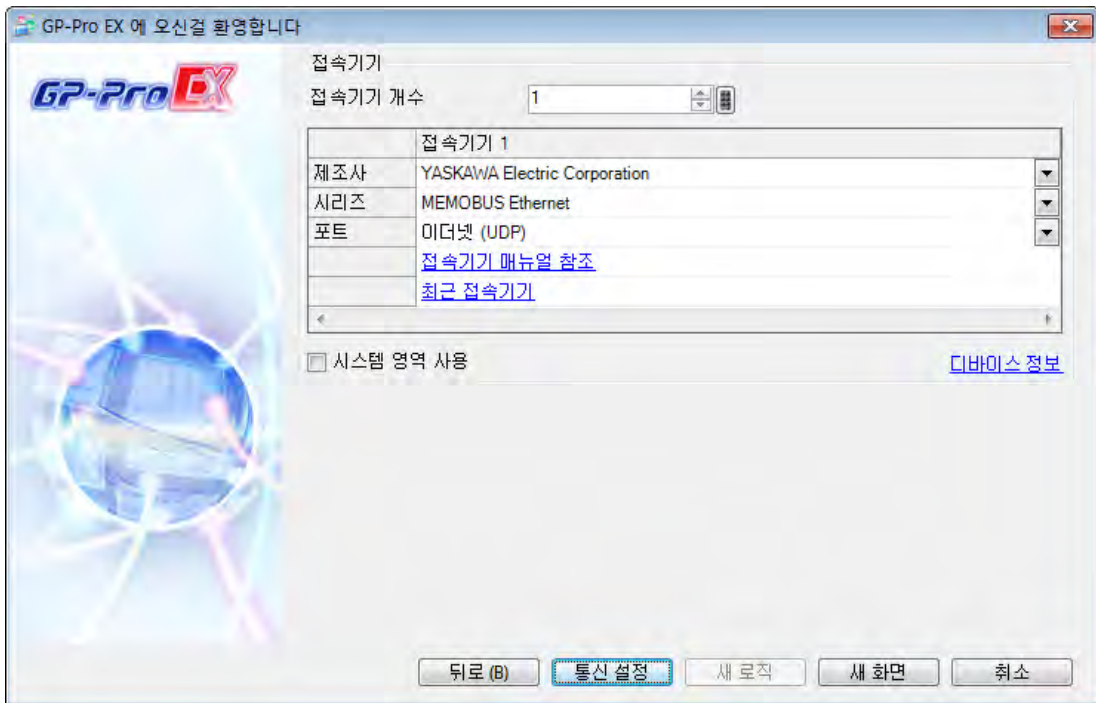 GP-Pro EX 에 오신걸 환영합니다
GP-Pro EX
접속기기
접속기기 개수 1
접속기기 1
제조사 YASKAWA Electric Corporation
시리즈 MEMOBUS Ethernet
포트 이더넷 (UDP)
접속기기 매뉴얼 참조
최근 접속기기
시스템 영역 사용 디바이스 정보
뒤로 (B) 통신 설정 새 로직 새 화면 취소